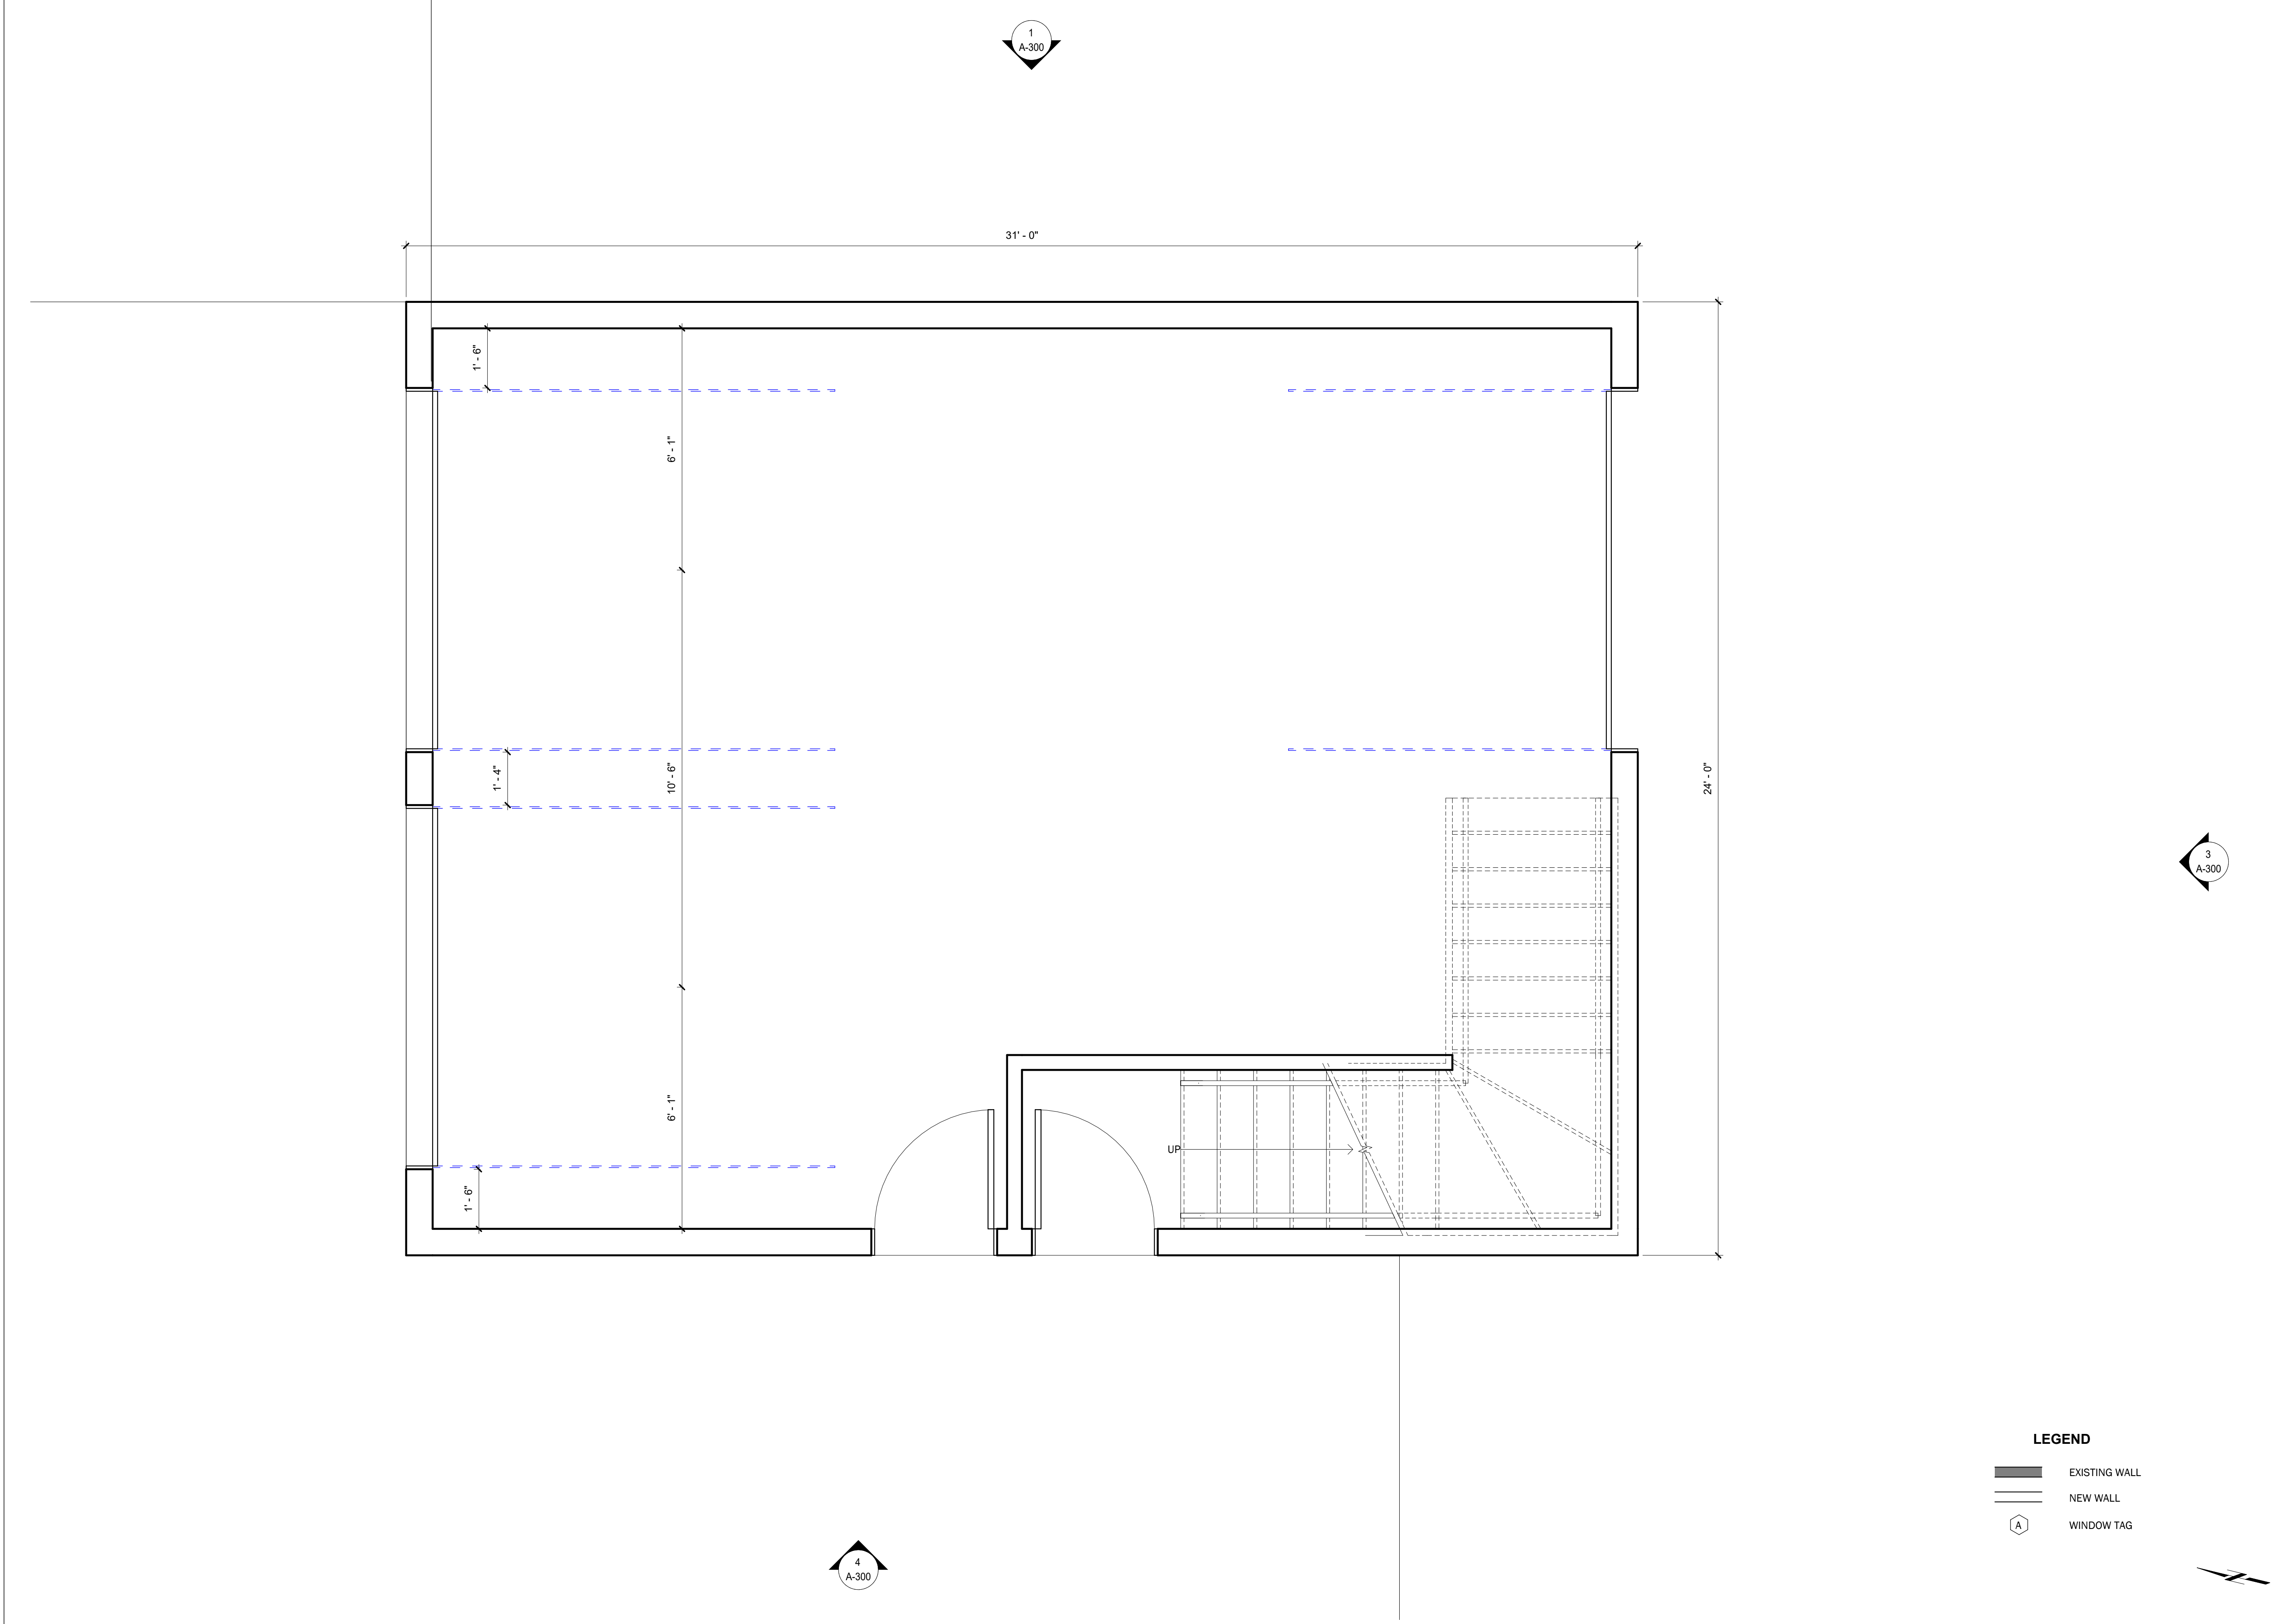 1
A-300
31' - 0"
1' - 6"
6' - 1"
10' - 6"
1' - 4"
24' - 0"
3
A-300
6' - 1"
UP
1' - 6"
LEGEND
EXISTING WALL
NEW WALL
A WINDOW TAG
4
A-300